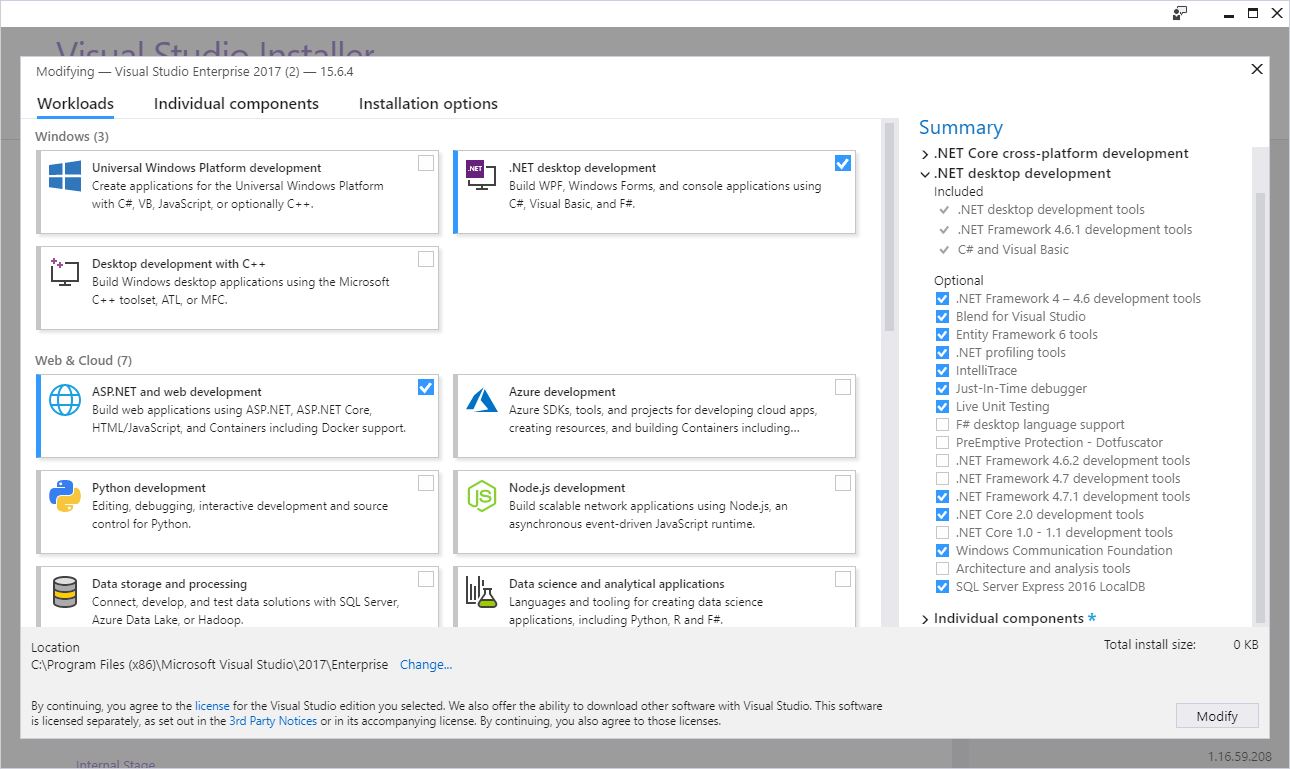 Visual Studio Installer
Modifying — Visual Studio Enterprise 2017 (2) — 15.6.4
Workloads
Individual components
Installation options
Windows (3)
Universal Windows Platform development
Create applications for the Universal Windows Platform
with C#, VB, JavaScript, or optionally C++.
.NET
.NET desktop development
Build WPF, Windows Forms, and console applications using
C#, Visual Basic, and F#.
Desktop development with C++
Build Windows desktop applications using the Microsoft
C++ toolset, ATL, or MFC.
Web & Cloud (7)
ASP.NET and web development
Build web applications using ASP.NET, ASP.NET Core,
HTML/JavaScript, and Containers including Docker support.
Azure development
Azure SDKs, tools, and projects for developing cloud apps,
creating resources, and building Containers including...
Python development
Editing, debugging, interactive development and source
control for Python.
JS
Node.js development
Build scalable network applications using Node.js, an
asynchronous event-driven JavaScript runtime.
Data storage and processing
Connect, develop, and test data solutions with SQL Server,
Azure Data Lake, or Hadoop.
Data science and analytical applications
Languages and tooling for creating data science
applications, including Python, R and F#.
Summary
.NET Core cross-platform development
.NET desktop development
Included
.NET desktop development tools
.NET Framework 4.6.1 development tools
C# and Visual Basic
Optional
.NET Framework 4 – 4.6 development tools
Blend for Visual Studio
Entity Framework 6 tools
.NET profiling tools
IntelliTrace
Just-In-Time debugger
Live Unit Testing
F# desktop language support
PreEmptive Protection - Dotfuscator
.NET Framework 4.6.2 development tools
.NET Framework 4.7 development tools
.NET Framework 4.7.1 development tools
.NET Core 2.0 development tools
.NET Core 1.0 - 1.1 development tools
Windows Communication Foundation
Architecture and analysis tools
SQL Server Express 2016 LocalDB
Individual components *
Location
C:\Program Files (x86)\Microsoft Visual Studio\2017\Enterprise Change...
Total install size: 0 KB
By continuing, you agree to the license for the Visual Studio edition you selected. We also offer the ability to download other software with Visual Studio. This software
is licensed separately, as set out in the 3rd Party Notices or in its accompanying license. By continuing, you also agree to those licenses.
Modify
Internal Stage
1.16.59.208